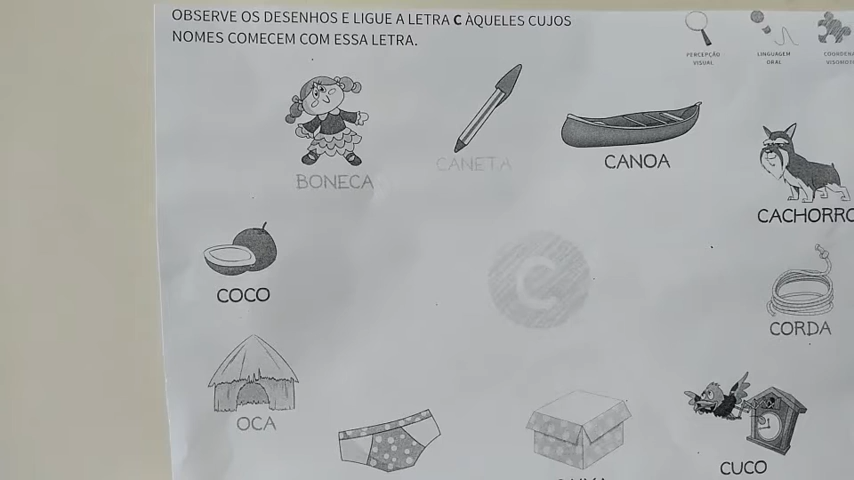 OBSERVE OS DESENHOS E LIGUE A LETRA C ÀQUELES CUJOS
NOMES COMECEM COM ESSA LETRA.
PERCEPÇÃO
VISUAL
LINGUAGEM
ORAL
BONECA
CANETA
CANOA
CACHORRO
COCO
C
CORDA
OCA
CUCO